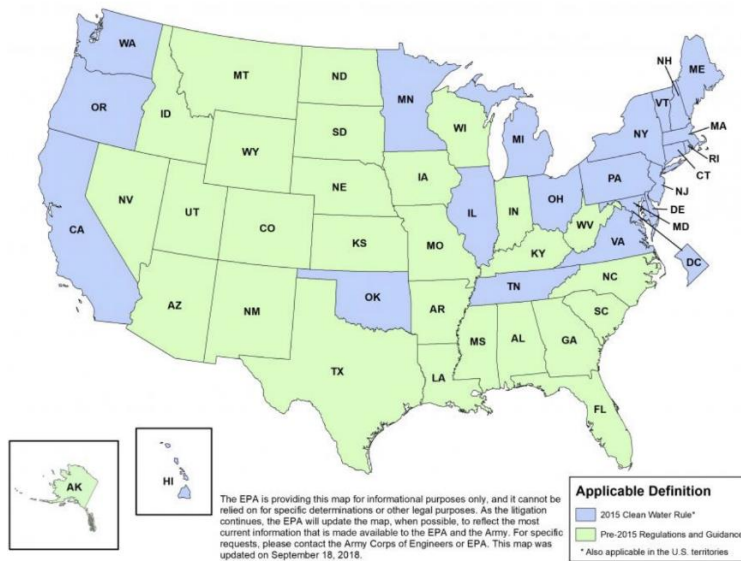 WA
MT
ND
MN
OR
ID
SD
WI
MI
NH
VT
ME
NY
MA
RI
CT
WY
IA
PA
NJ
DE
MD
NE
NV
UT
CO
IL
IN
OH
WV
VA
DC
CA
KS
MO
KY
TN
NC
AZ
NM
OK
AR
SC
MS
AL
GA
TX
LA
FL
AK
HI
The EPA is providing this map for informational purposes only, and it cannot be
relied on for specific determinations or other legal purposes. As the litigation
continues, the EPA will update the map, when possible, to reflect the most
current information that is made available to the EPA and the Army. For specific
requests, please contact the Army Corps of Engineers or EPA. This map was
updated on September 18, 2018.
Applicable Definition
2015 Clean Water Rule*
Pre-2015 Regulations and Guidance
* Also applicable in the U.S. territories